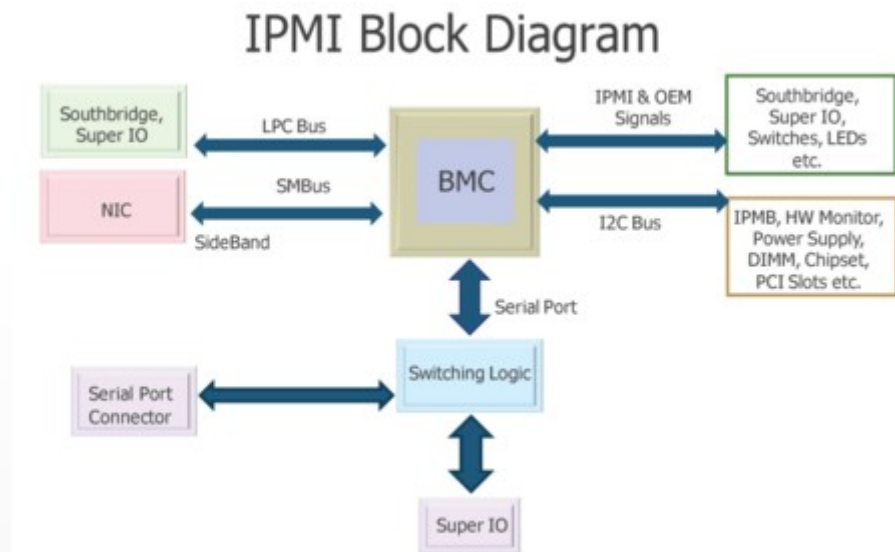 IPMI Block Diagram
Southbridge,
Super IO
LPC Bus
BMC
IPMI & OEM
Signals
Southbridge,
Super IO,
Switches, LEDs
etc.
NIC
SMBus
SideBand
I2C Bus
IPMB, HW Monitor,
Power Supply,
DIMM, Chipset,
PCI Slots etc.
Serial Port
Switching Logic
Serial Port
Connector
Super IO